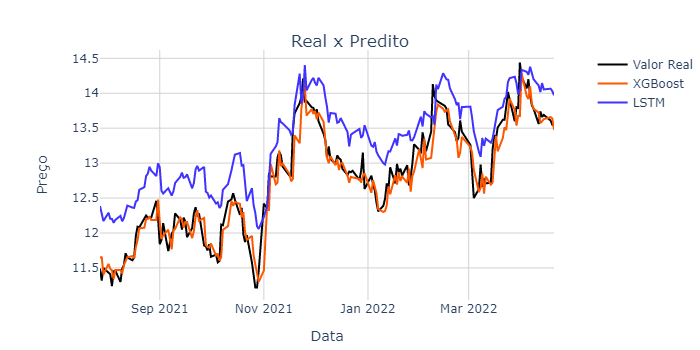 Real x Predito
Valor Real
XGBoost
LSTM
Preço
14.5
14
13.5
13
12.5
12
11.5
Sep 2021
Nov 2021
Jan 2022
Mar 2022
Data